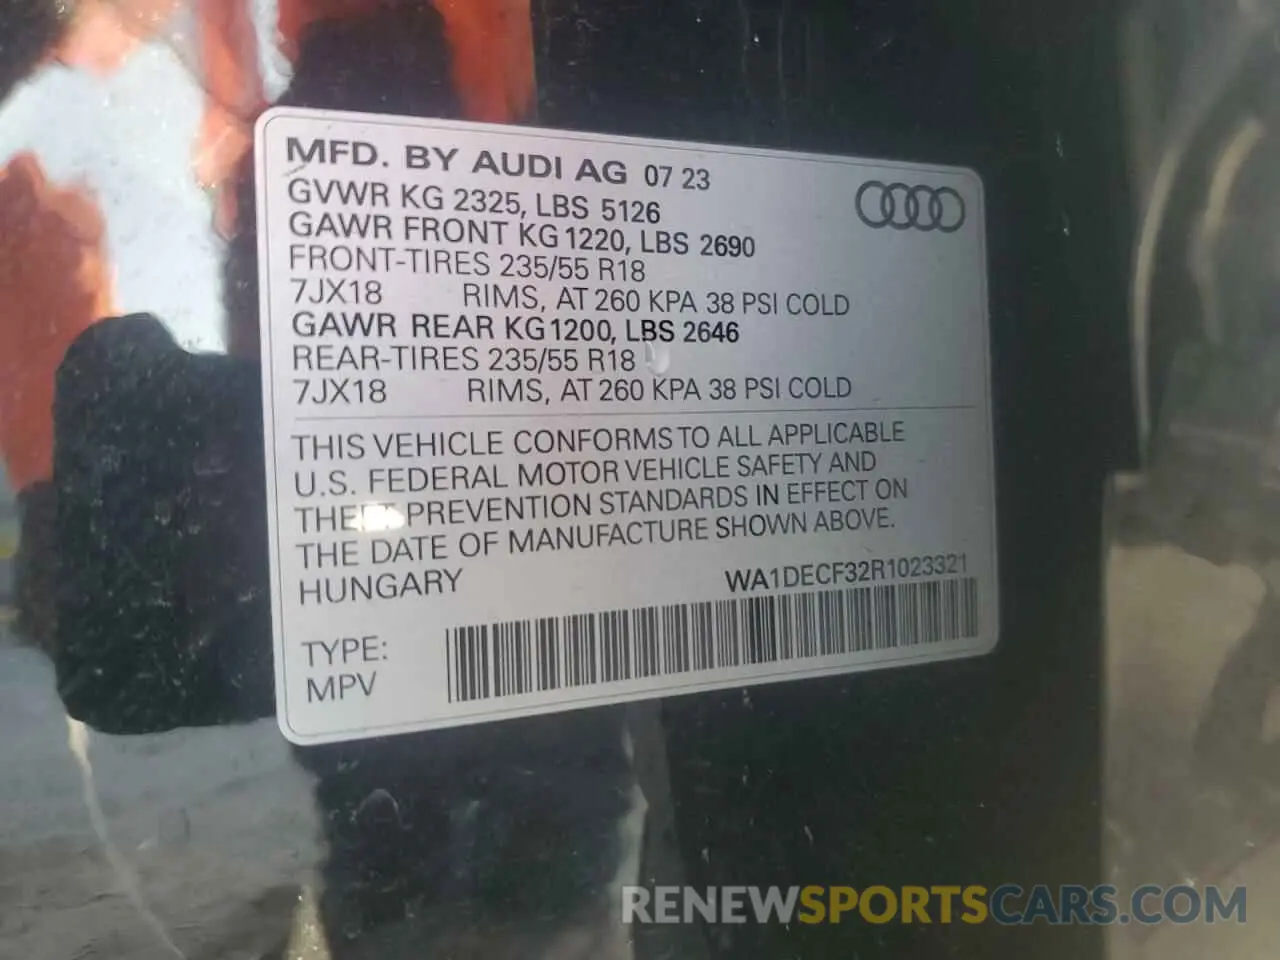 MFD. BY AUDI AG 07 23
GVWR KG 2325, LBS 5126
GAWR FRONT KG 1220, LBS 2690
FRONT-TIRES 235/55 R18
7JX18 RIMS, AT 260 KPA 38 PSI COLD
GAWR REAR KG 1200, LBS 2646
REAR-TIRES 235/55 R18
7JX18 RIMS, AT 260 KPA 38 PSI COLD
THIS VEHICLE CONFORMS TO ALL APPLICABLE
U.S. FEDERAL MOTOR VEHICLE SAFETY AND
THEFT PREVENTION STANDARDS IN EFFECT ON
THE DATE OF MANUFACTURE SHOWN ABOVE.
HUNGARY WA1DECF32R1023321
TYPE:
MPV
RENEWSPORTSCARS.COM